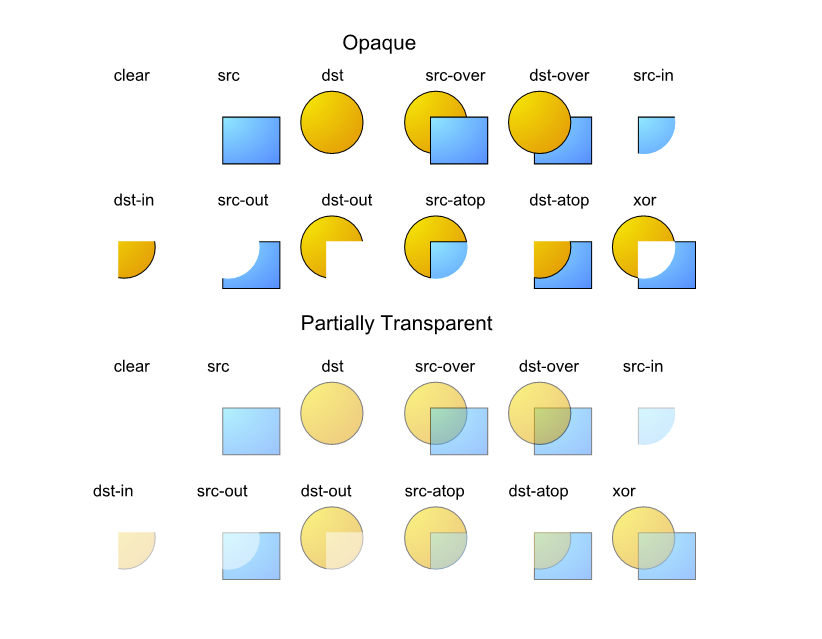 Opaque
clear src dst src-over dst-over src-in
dst-in src-out dst-out src-atop dst-atop xor
Partially Transparent
clear src dst src-over dst-over src-in
dst-in src-out dst-out src-atop dst-atop xor